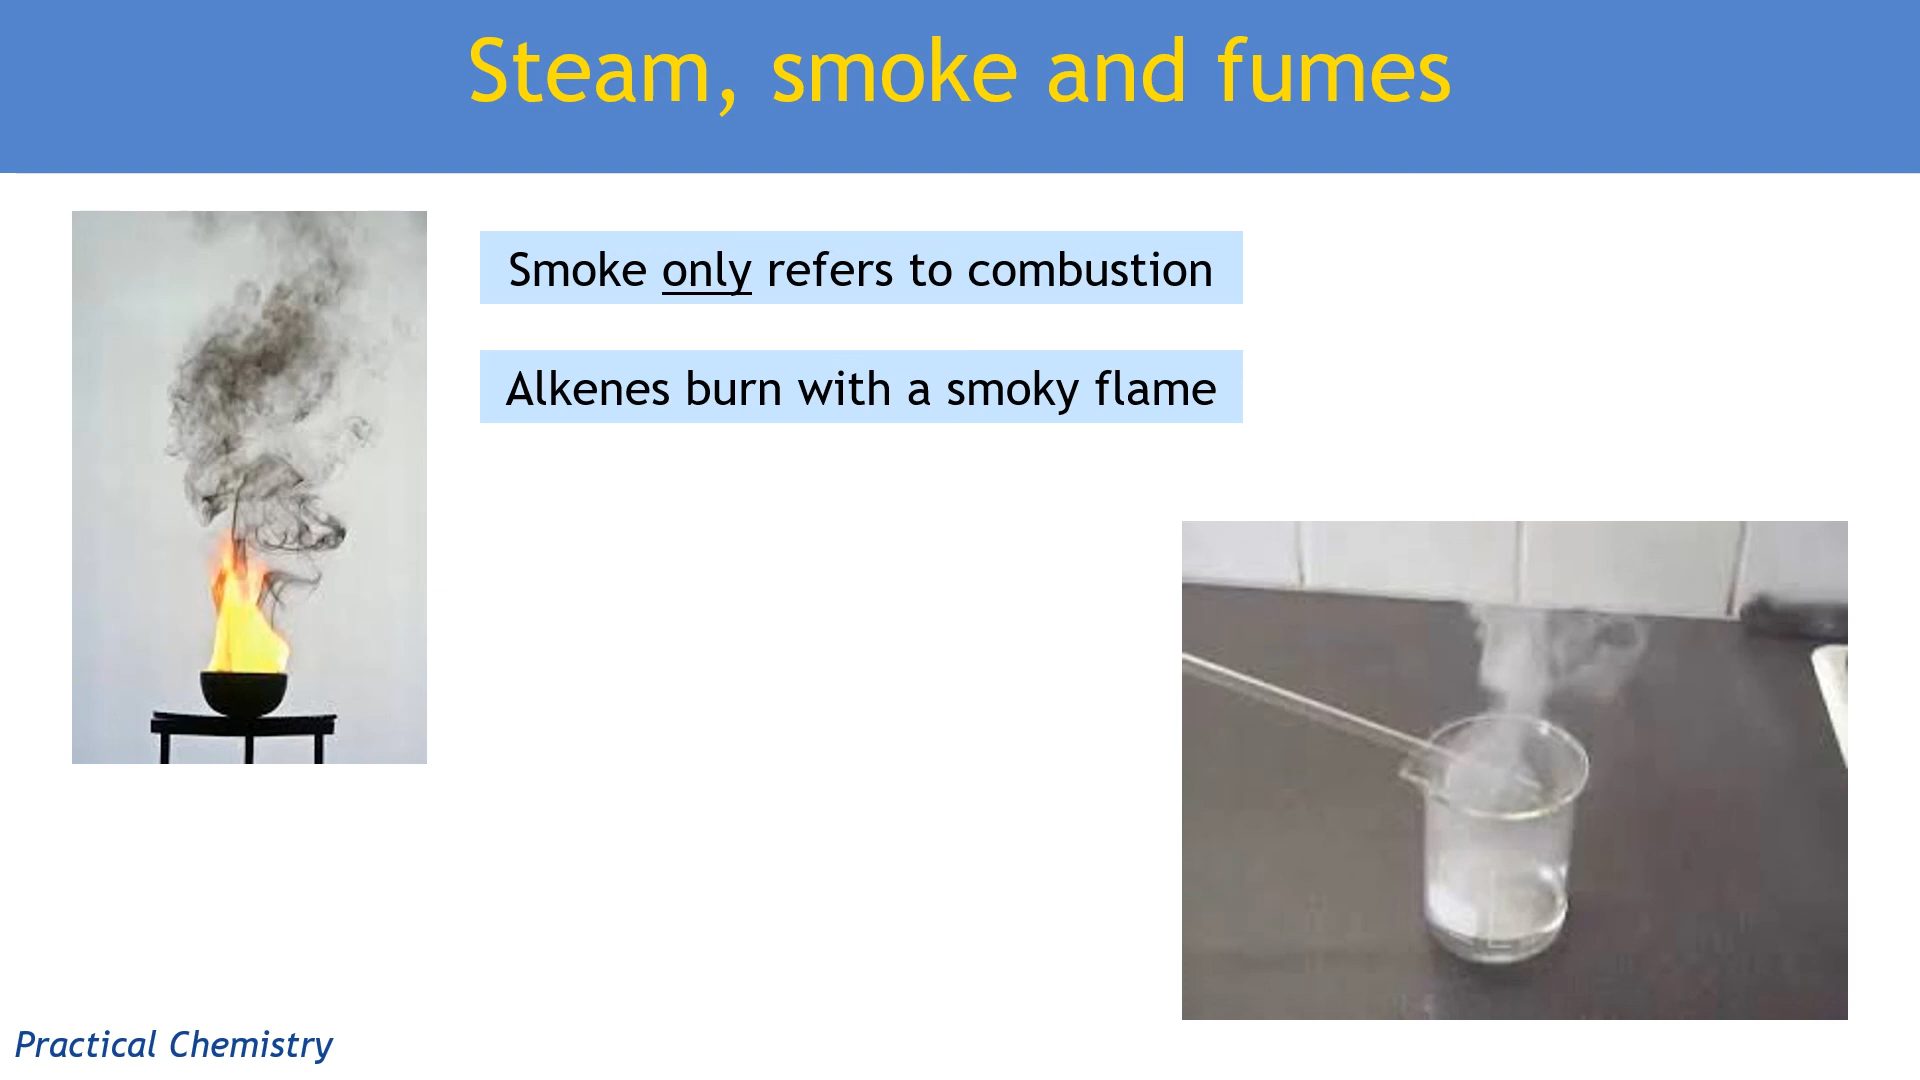 Steam, smoke and fumes
Smoke only refers to combustion
Alkenes burn with a smoky flame
Practical Chemistry